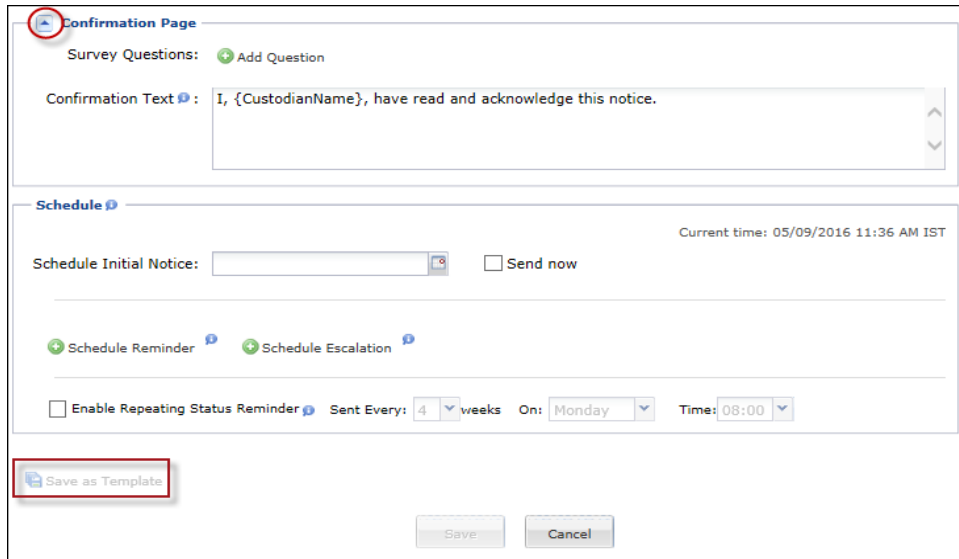 Confirmation Page
Survey Questions: Add Question
Confirmation Text : I, {CustodianName}, have read and acknowledge this notice.
Schedule
Current time: 05/09/2016 11:36 AM IST
Schedule Initial Notice: Send now
Schedule Reminder Schedule Escalation
Enable Repeating Status Reminder Sent Every: 4 weeks On: Monday Time: 08:00
Save as Template
Save Cancel